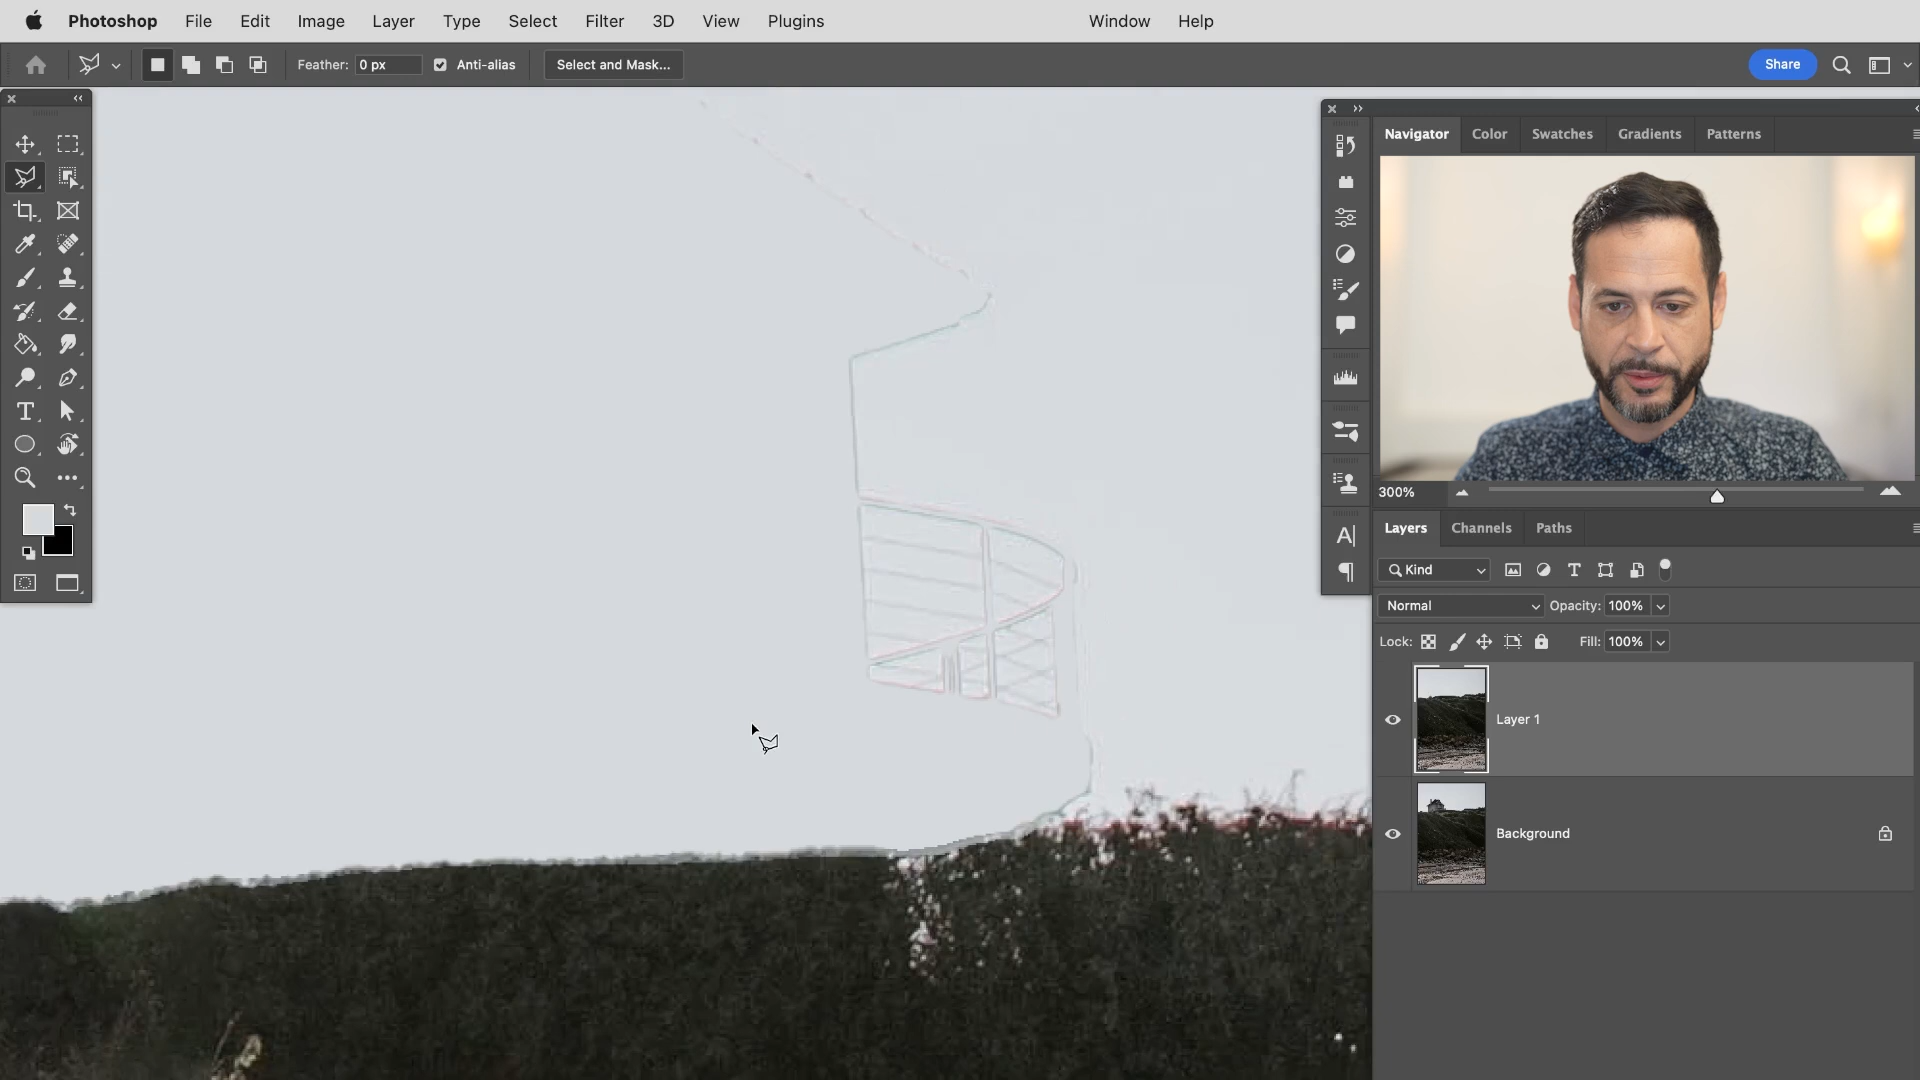 Photoshop File Edit Image Layer Type Select Filter 3D View Plugins Window Help
Feather: 0 px Anti-alias Select and Mask... Share
Navigator Color Swatches Gradients Patterns
300%
Layers Channels Paths
Kind
Normal Opacity: 100%
Lock: Fill: 100%
Layer 1
Background